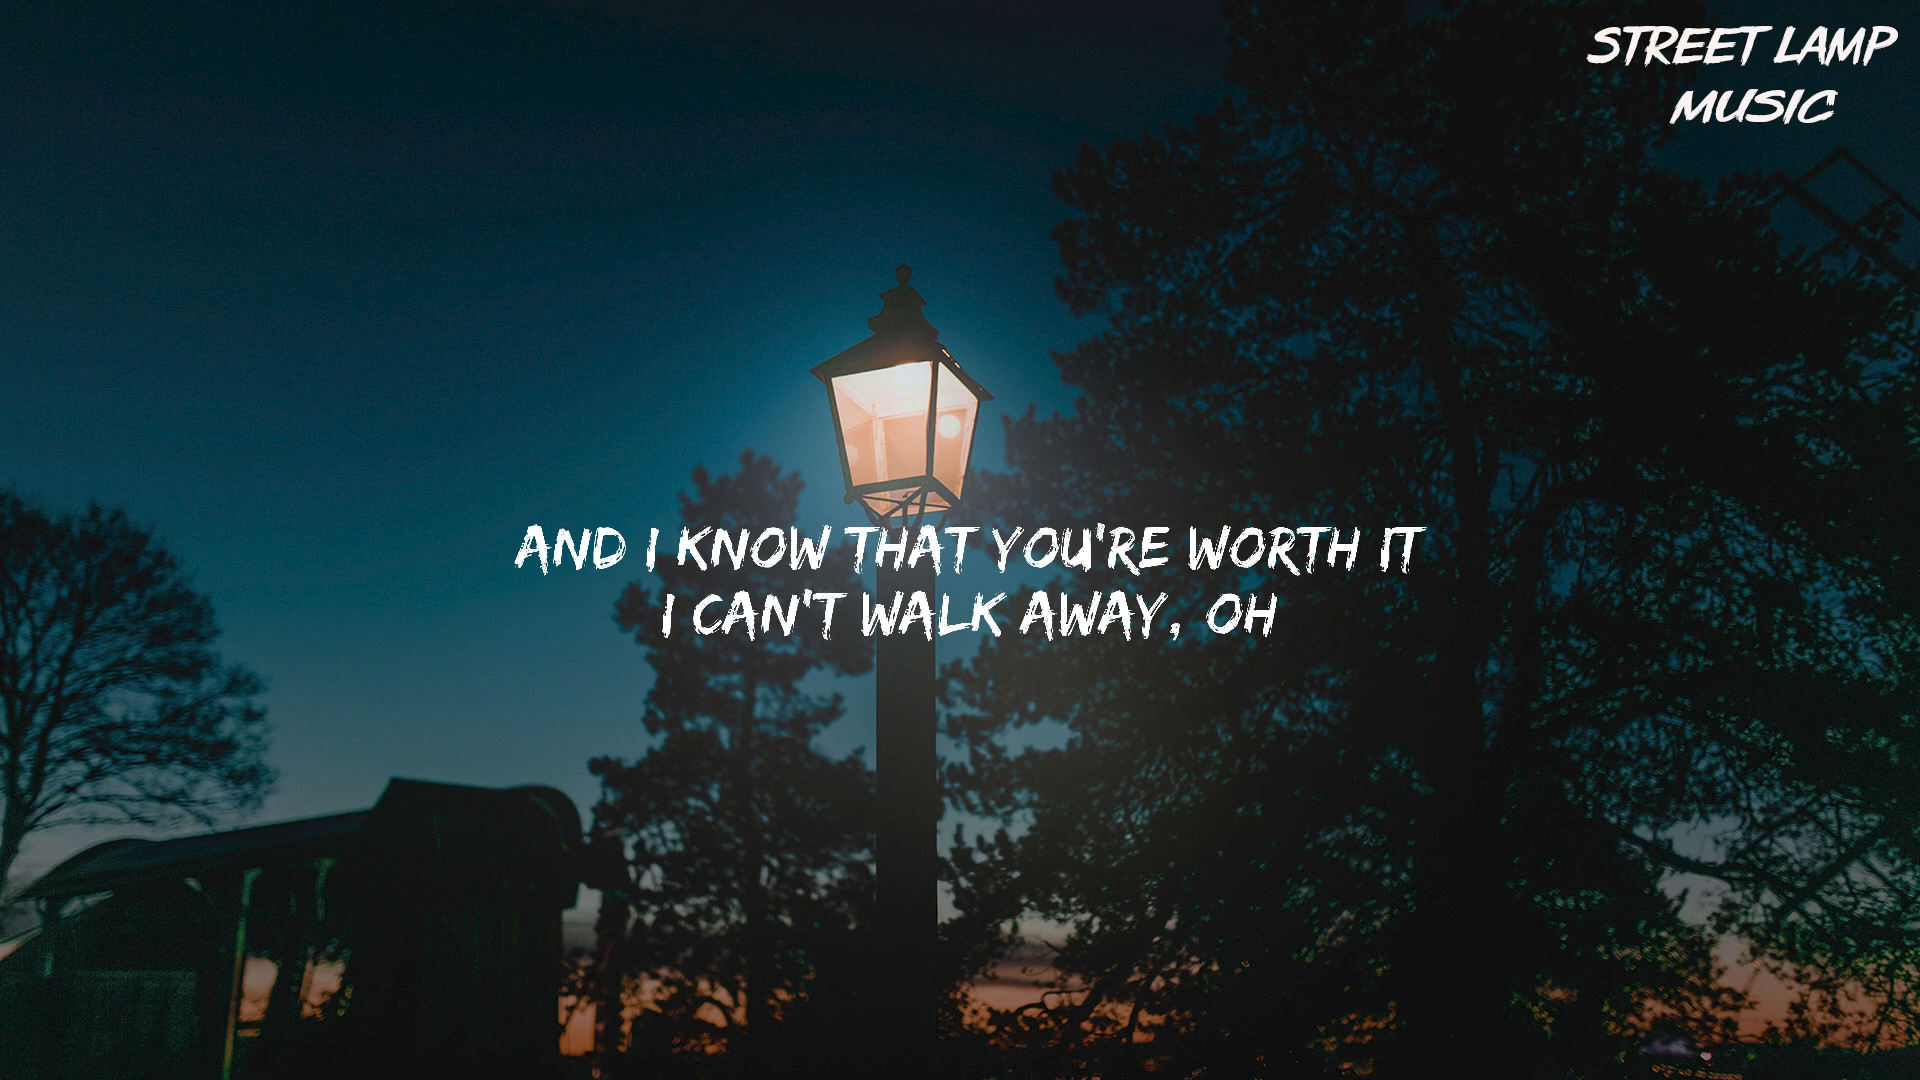 STREET LAMP
MUSIC
AND I KNOW THAT YOU'RE WORTH IT
I CAN'T WALK AWAY, OH